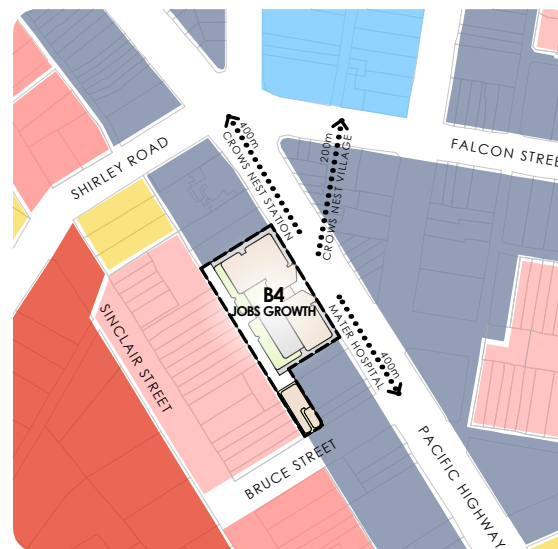 400m
CROWS NEST STATION
200m
CROWS NEST VILLAGE
FALCON STREE
SHIRLEY ROAD
B4
JOBS GROWTH
MATER HOSPITAL
400m
SINCLAIR STREET
BRUCE STREET
PACIFIC HIGHWAY